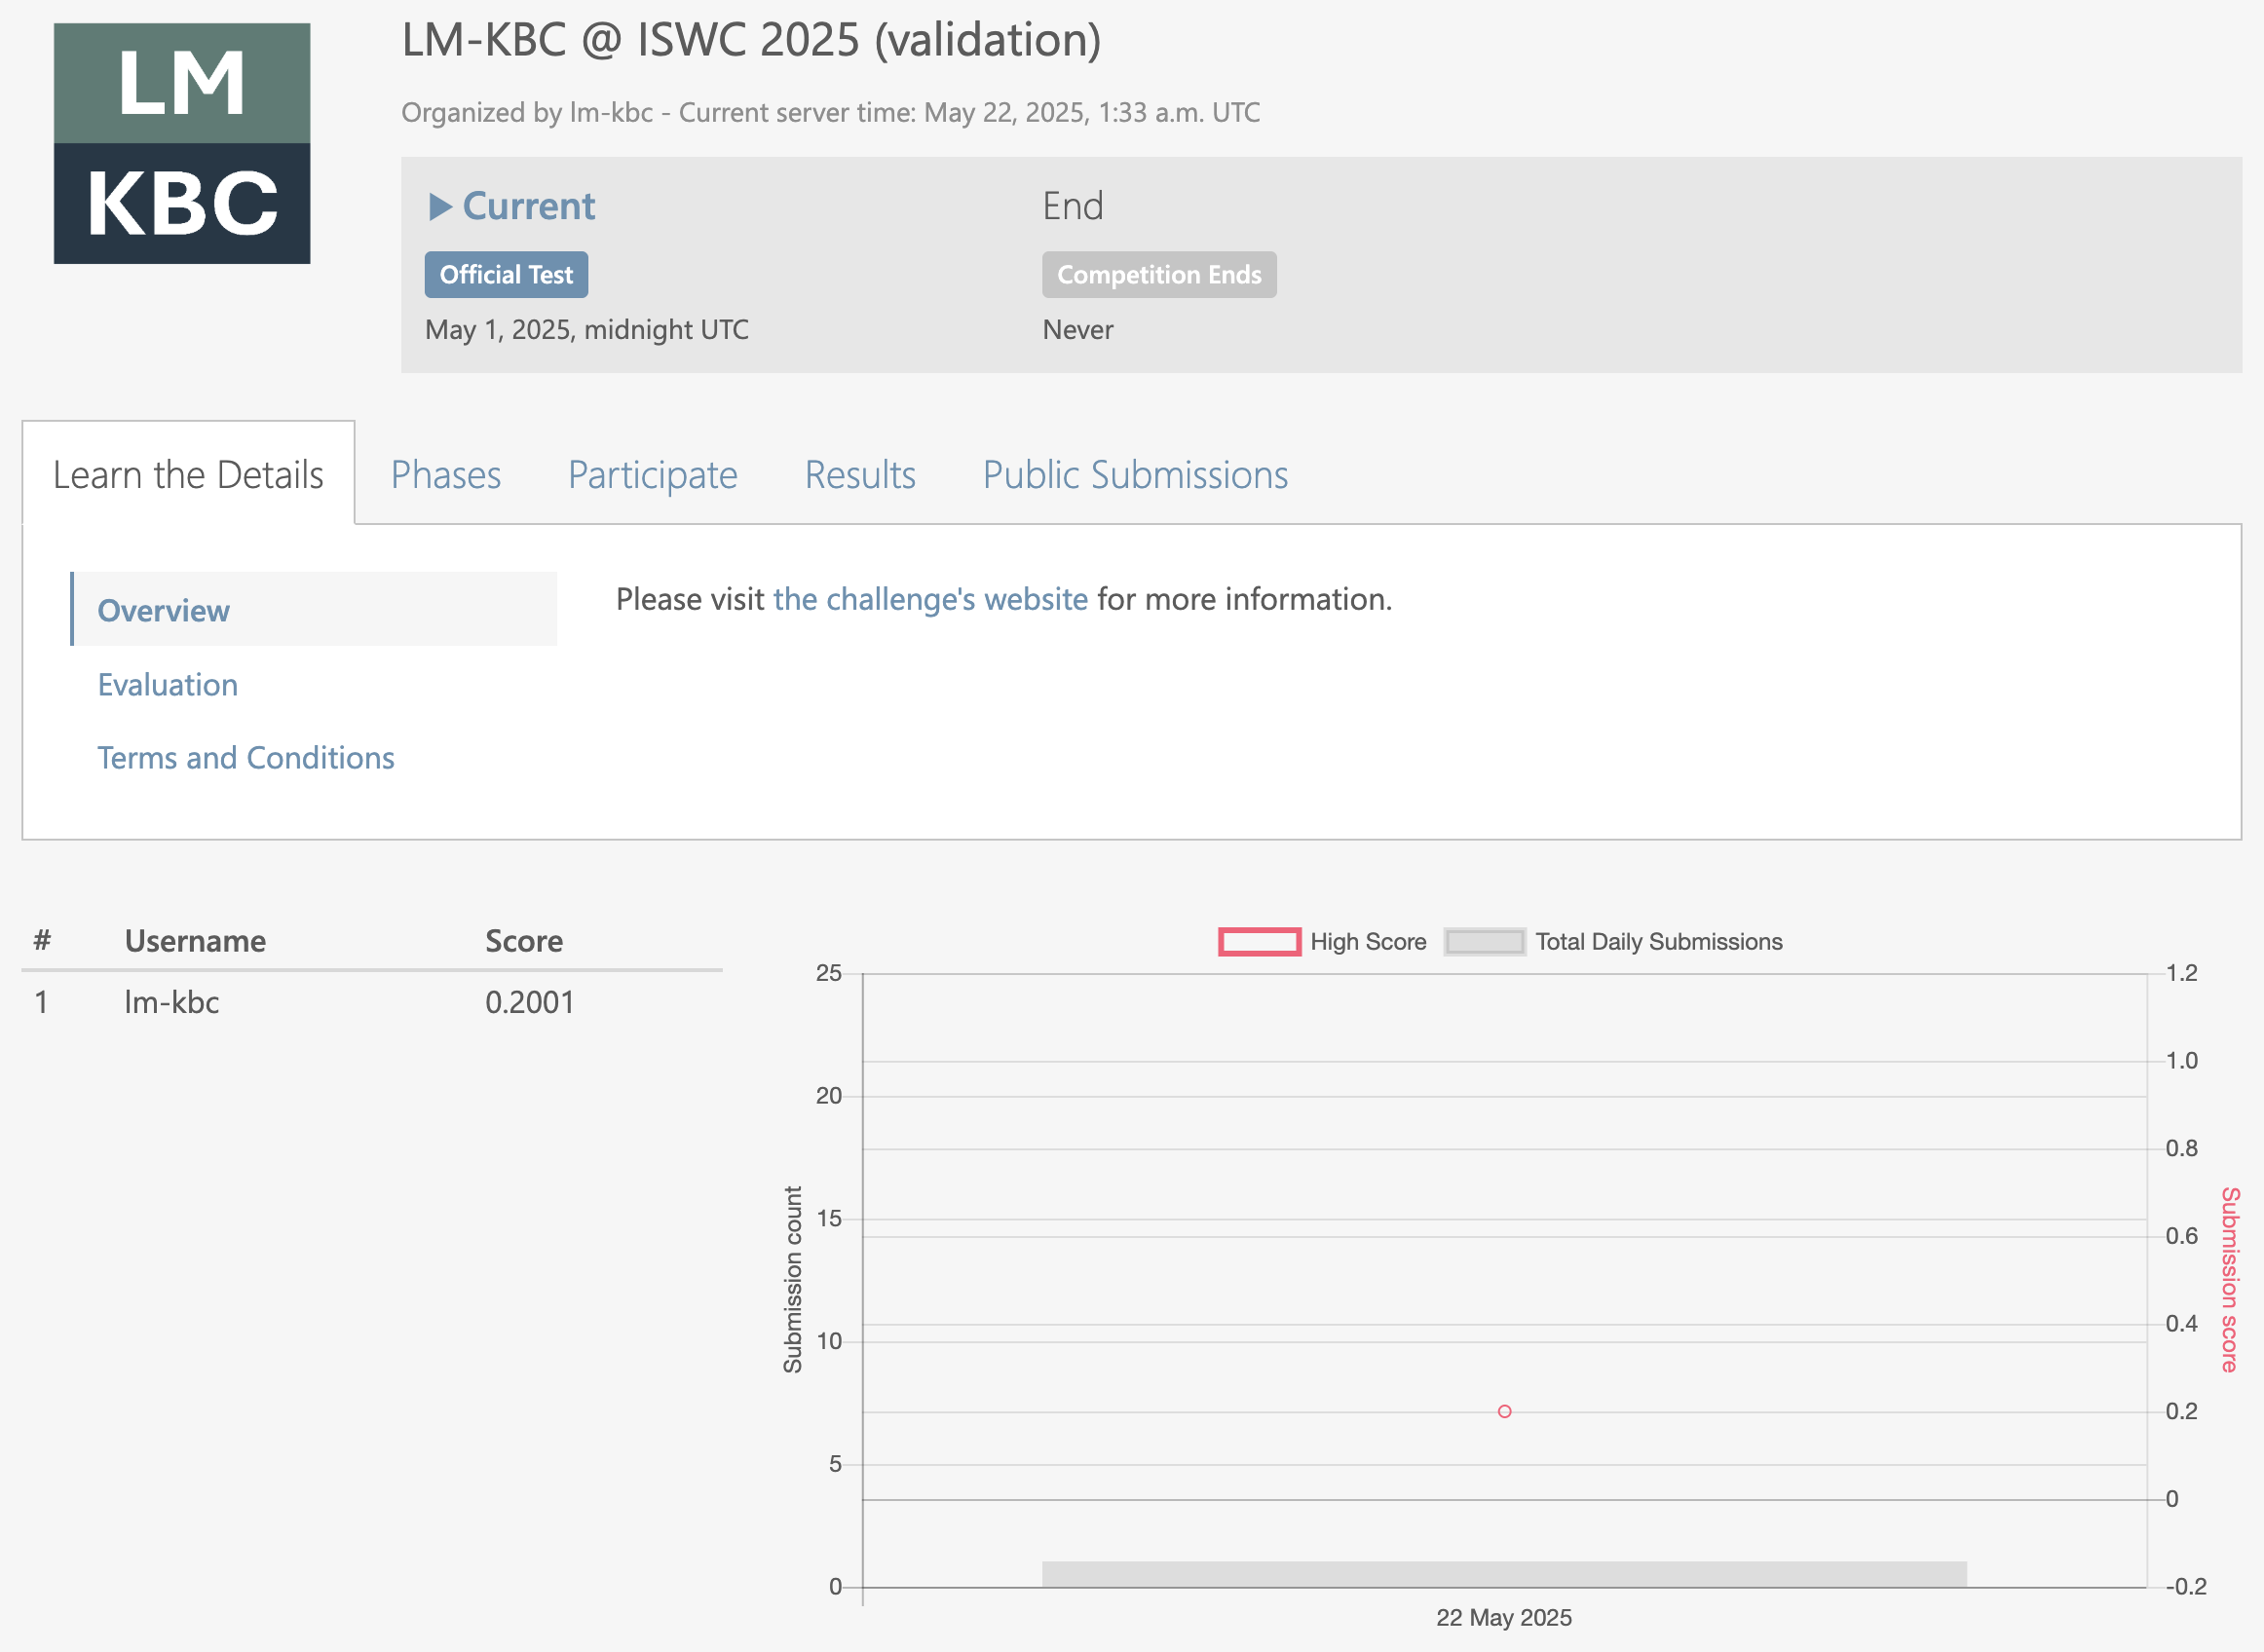 LM
KBC
LM-KBC @ ISWC 2025 (validation)
Organized by lm-kbc - Current server time: May 22, 2025, 1:33 a.m. UTC
Current
End
Official Test
Competition Ends
May 1, 2025, midnight UTC
Never
Learn the Details
Phases
Participate
Results
Public Submissions
Overview
Please visit the challenge's website for more information.
Evaluation
Terms and Conditions
# Username Score
1 lm-kbc 0.2001
High Score
Total Daily Submissions
Submission count
25
20
15
10
5
0
1.2
1.0
0.8
0.6
0.4
0.2
0
-0.2
Submission score
22 May 2025